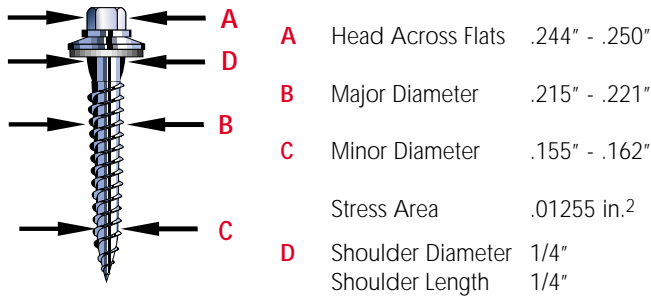 A
D
B
C
A Head Across Flats .244" - .250"
B Major Diameter .215" - .221"
C Minor Diameter .155" - .162"
Stress Area .01255 in.2
D Shoulder Diameter 1/4"
Shoulder Length 1/4"